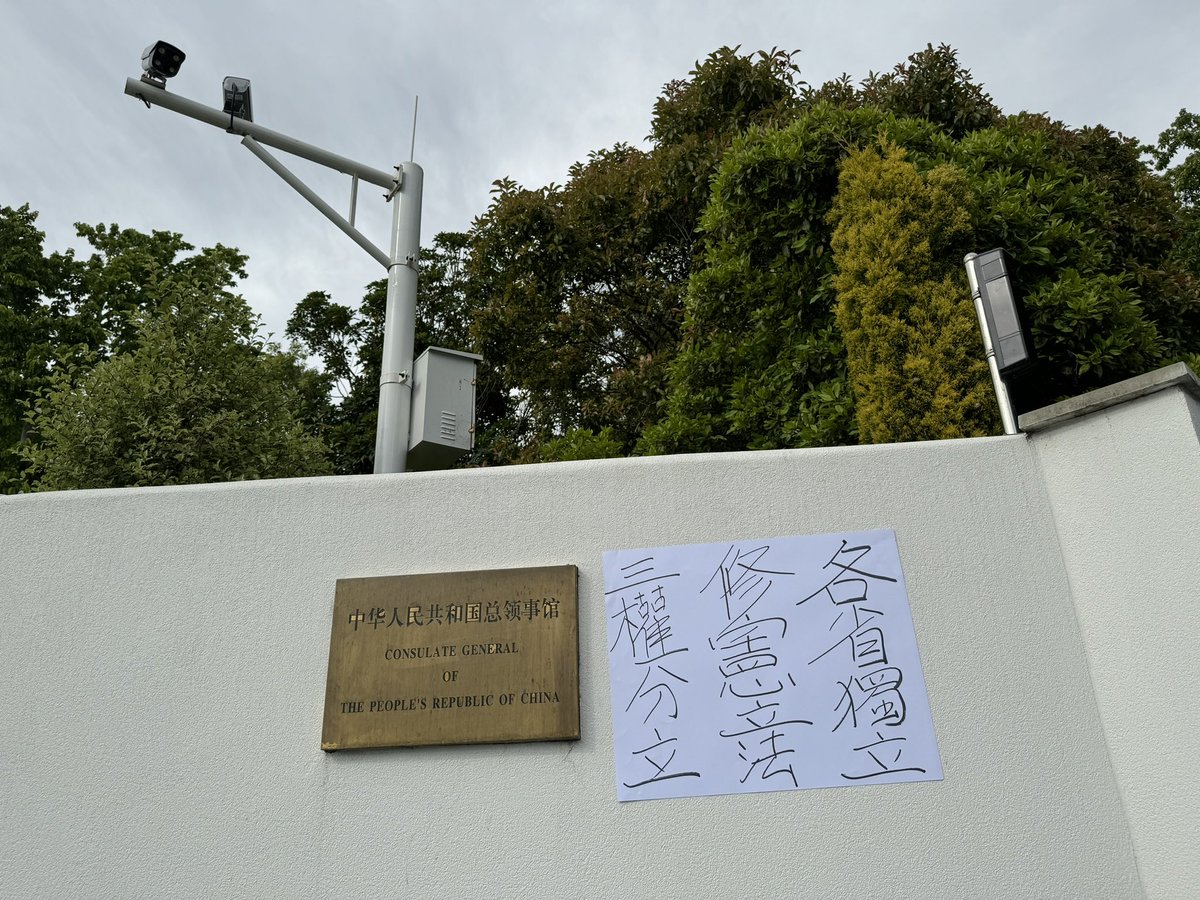 中华人民共和国总领事馆
CONSULATE GENERAL
OF
THE PEOPLE'S REPUBLIC OF CHINA
各省獨立
修憲立法
三權分立